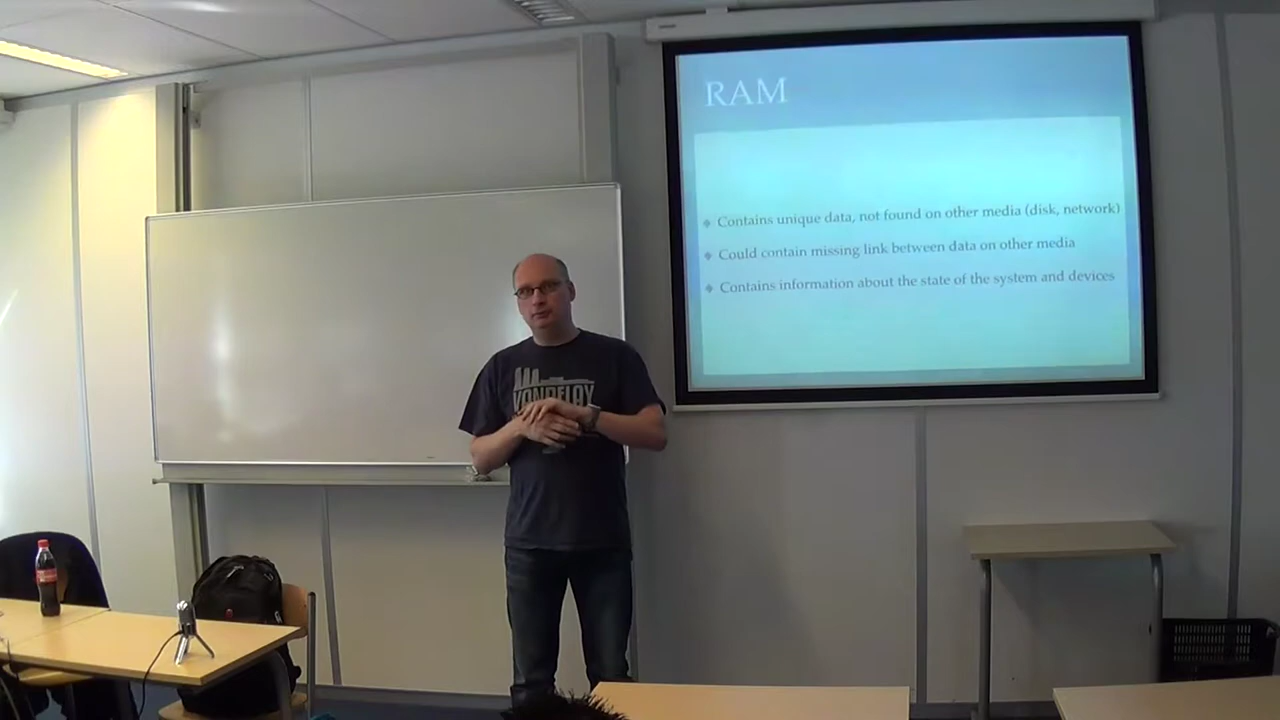 RAM
Contains unique data, not found on other media (disk, network)
Could contain missing link between data on other media
Contains information about the state of the system and devices
VANDELAY